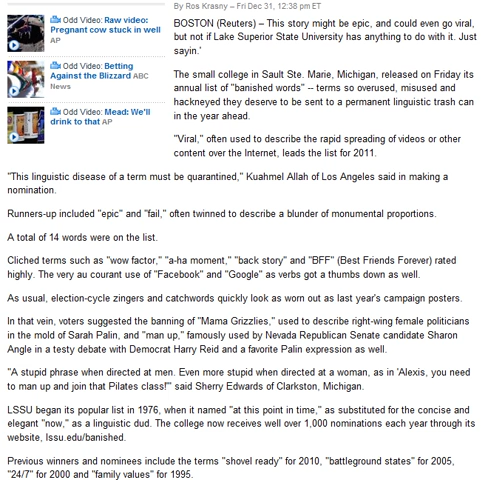 By Ros Krasny – Fri Dec 31, 12:38 pm ET
Odd Video: Raw video:
Pregnant cow stuck in well
AP
Odd Video: Betting
Against the Blizzard ABC
News
Odd Video: Mead: We'll
drink to that AP
BOSTON (Reuters) – This story might be epic, and could even go viral,
but not if Lake Superior State University has anything to do with it. Just
sayin.'
The small college in Sault Ste. Marie, Michigan, released on Friday its
annual list of "banished words" -- terms so overused, misused and
hackneyed they deserve to be sent to a permanent linguistic trash can
in the year ahead.
"Viral," often used to describe the rapid spreading of videos or other
content over the Internet, leads the list for 2011.
"This linguistic disease of a term must be quarantined," Kuahmel Allah of Los Angeles said in making a
nomination.
Runners-up included "epic" and "fail," often twinned to describe a blunder of monumental proportions.
A total of 14 words were on the list.
Cliched terms such as "wow factor," "a-ha moment," "back story" and "BFF" (Best Friends Forever) rated
highly. The very au courant use of "Facebook" and "Google" as verbs got a thumbs down as well.
As usual, election-cycle zingers and catchwords quickly look as worn out as last year's campaign posters.
In that vein, voters suggested the banning of "Mama Grizzlies," used to describe right-wing female politicians
in the mold of Sarah Palin, and "man up," famously used by Nevada Republican Senate candidate Sharon
Angle in a testy debate with Democrat Harry Reid and a favorite Palin expression as well.
"A stupid phrase when directed at men. Even more stupid when directed at a woman, as in 'Alexis, you need
to man up and join that Pilates class!'" said Sherry Edwards of Clarkston, Michigan.
LSSU began its popular list in 1976, when it named "at this point in time," as substituted for the concise and
elegant "now," as a linguistic dud. The college now receives well over 1,000 nominations each year through its
website, lssu.edu/banished.
Previous winners and nominees include the terms "shovel ready" for 2010, "battleground states" for 2005,
"24/7" for 2000 and "family values" for 1995.